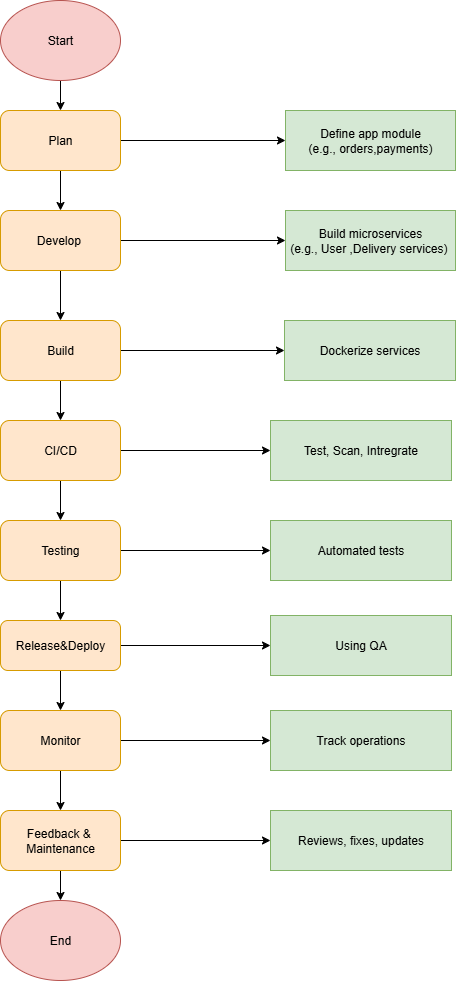 Start
Plan
Define app module
(e.g., orders,payments)
Develop
Build microservices
(e.g., User ,Delivery services)
Build
Dockerize services
CI/CD
Test, Scan, Intregrate
Testing
Automated tests
Release&Deploy
Using QA
Monitor
Track operations
Feedback &
Maintenance
Reviews, fixes, updates
End